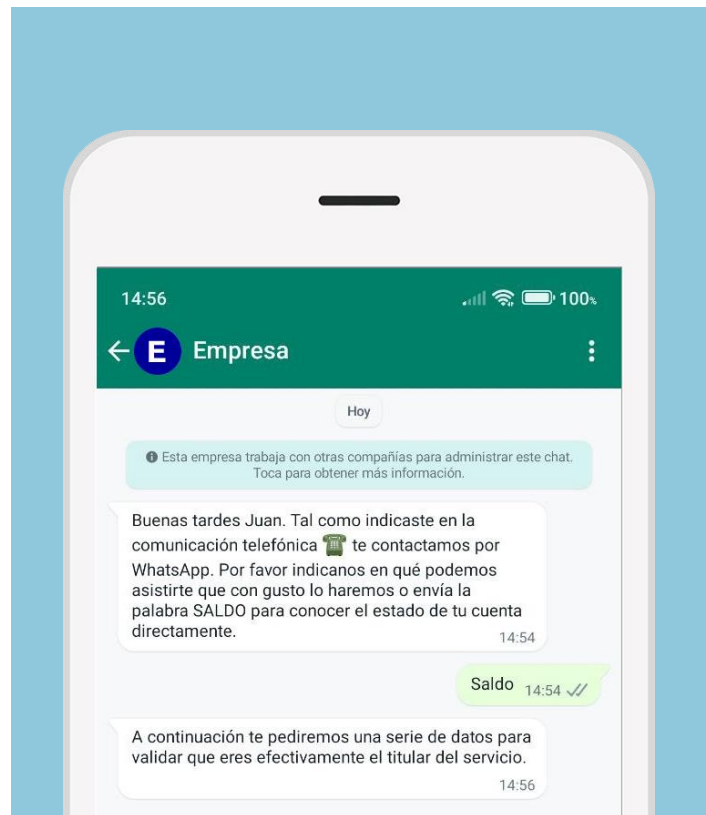 14:56 100%
E Empresa
Hoy
Esta empresa trabaja con otras compañías para administrar este chat.
Toca para obtener más información.
Buenas tardes Juan. Tal como indicaste en la
comunicación telefónica ☎ te contactamos por
WhatsApp. Por favor indicanos en qué podemos
asistirte que con gusto lo haremos o envía la
palabra SALDO para conocer el estado de tu cuenta
directamente.
14:54
Saldo 14:54
A continuación te pediremos una serie de datos para
validar que eres efectivamente el titular del servicio.
14:56